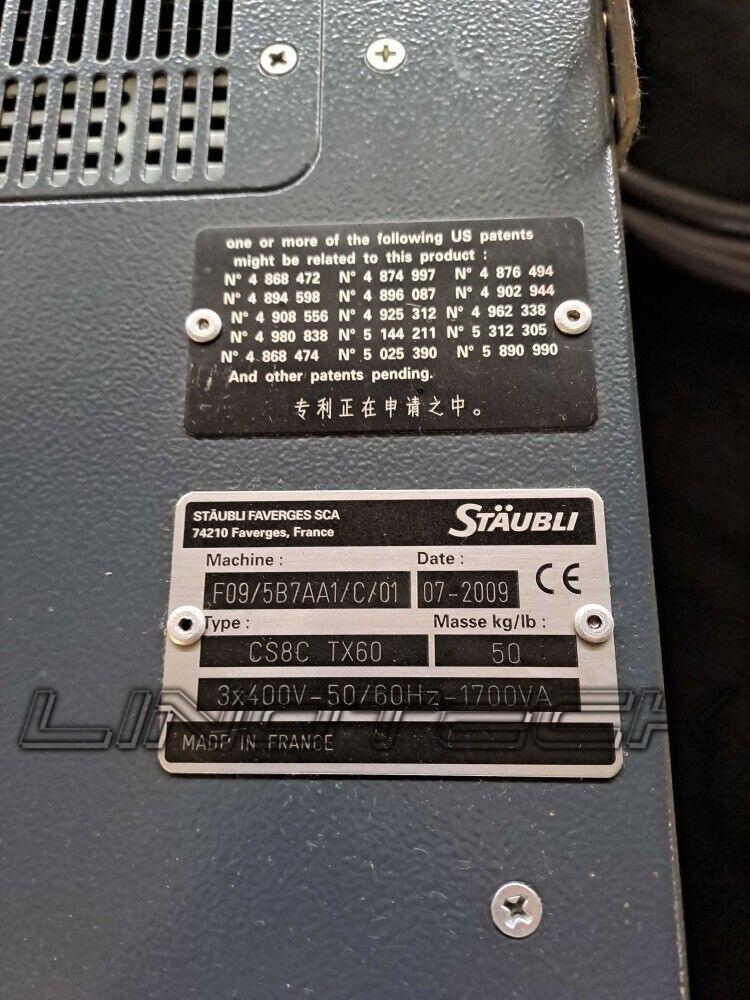 one or more of the following US patents
might be related to this product :
N° 4 868 472 N° 4 874 997 N° 4 876 494
N° 4 894 598 N° 4 896 087 N° 4 902 944
N° 4 908 556 N° 4 925 312 N° 4 962 338
N° 4 980 838 N° 5 144 211 N° 5 312 305
N° 4 868 474 N° 5 025 390 N° 5 890 990
And other patents pending.
专利正在申请之中。
STÄUBLI FAVERGES SCA
74210 Faverges, France
STÄUBLI
Machine : Date :
F09/5B7AA1/C/01 07-2009 CE
Type : Masse kg/lb :
CS8C TX60 50
3x400V-50/60Hz-1700VA
LINOTECK
MADE IN FRANCE